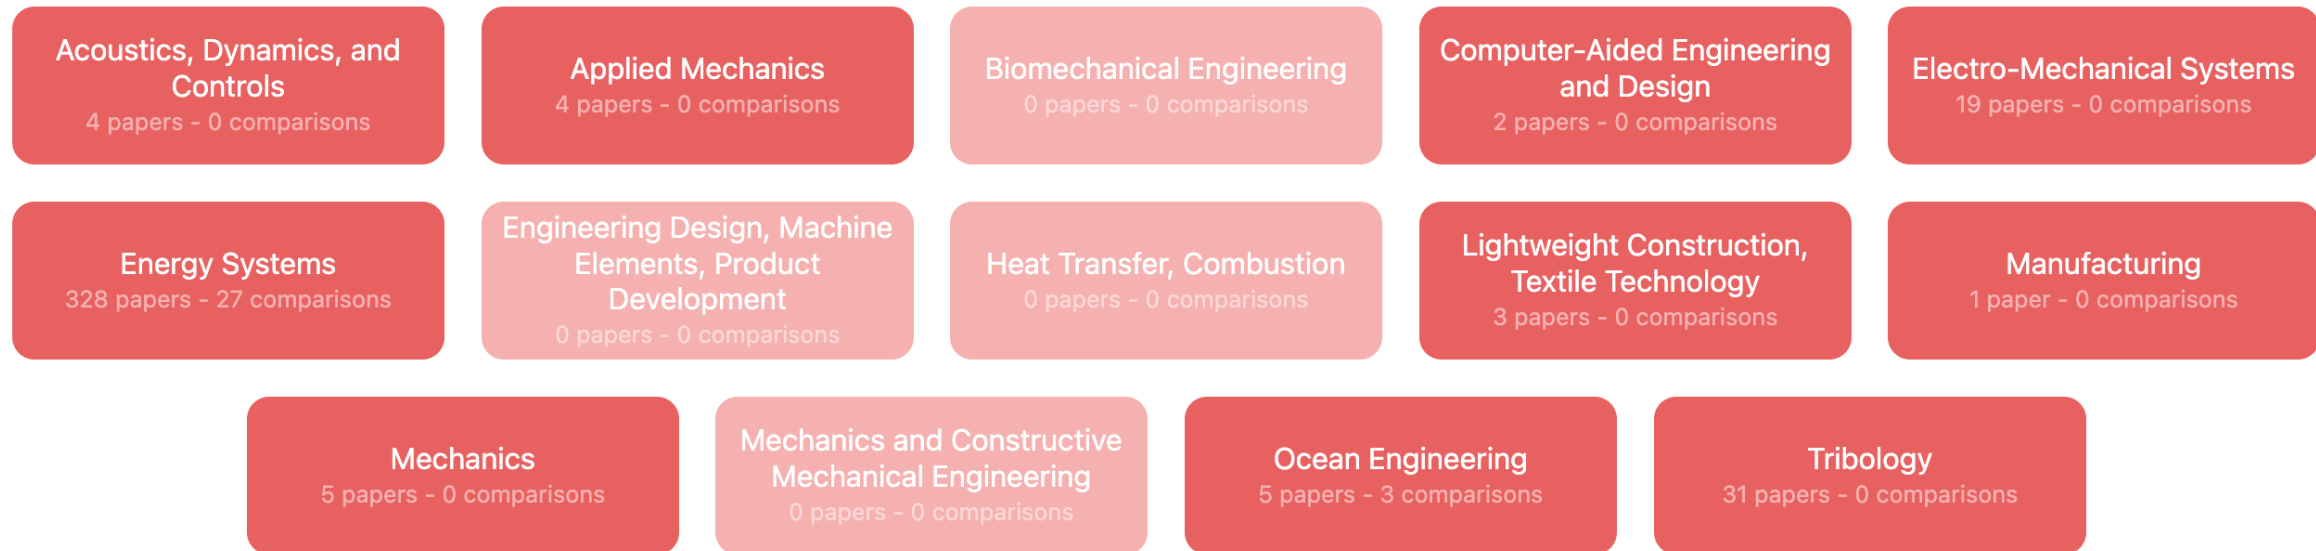 Acoustics, Dynamics, and
Controls
4 papers - 0 comparisons
Applied Mechanics
4 papers - 0 comparisons
Biomechanical Engineering
0 papers - 0 comparisons
Computer-Aided Engineering
and Design
2 papers - 0 comparisons
Electro-Mechanical Systems
19 papers - 0 comparisons
Energy Systems
328 papers - 27 comparisons
Engineering Design, Machine
Elements, Product
Development
0 papers - 0 comparisons
Heat Transfer, Combustion
0 papers - 0 comparisons
Lightweight Construction,
Textile Technology
3 papers - 0 comparisons
Manufacturing
1 paper - 0 comparisons
Mechanics
5 papers - 0 comparisons
Mechanics and Constructive
Mechanical Engineering
0 papers - 0 comparisons
Ocean Engineering
5 papers - 3 comparisons
Tribology
31 papers - 0 comparisons